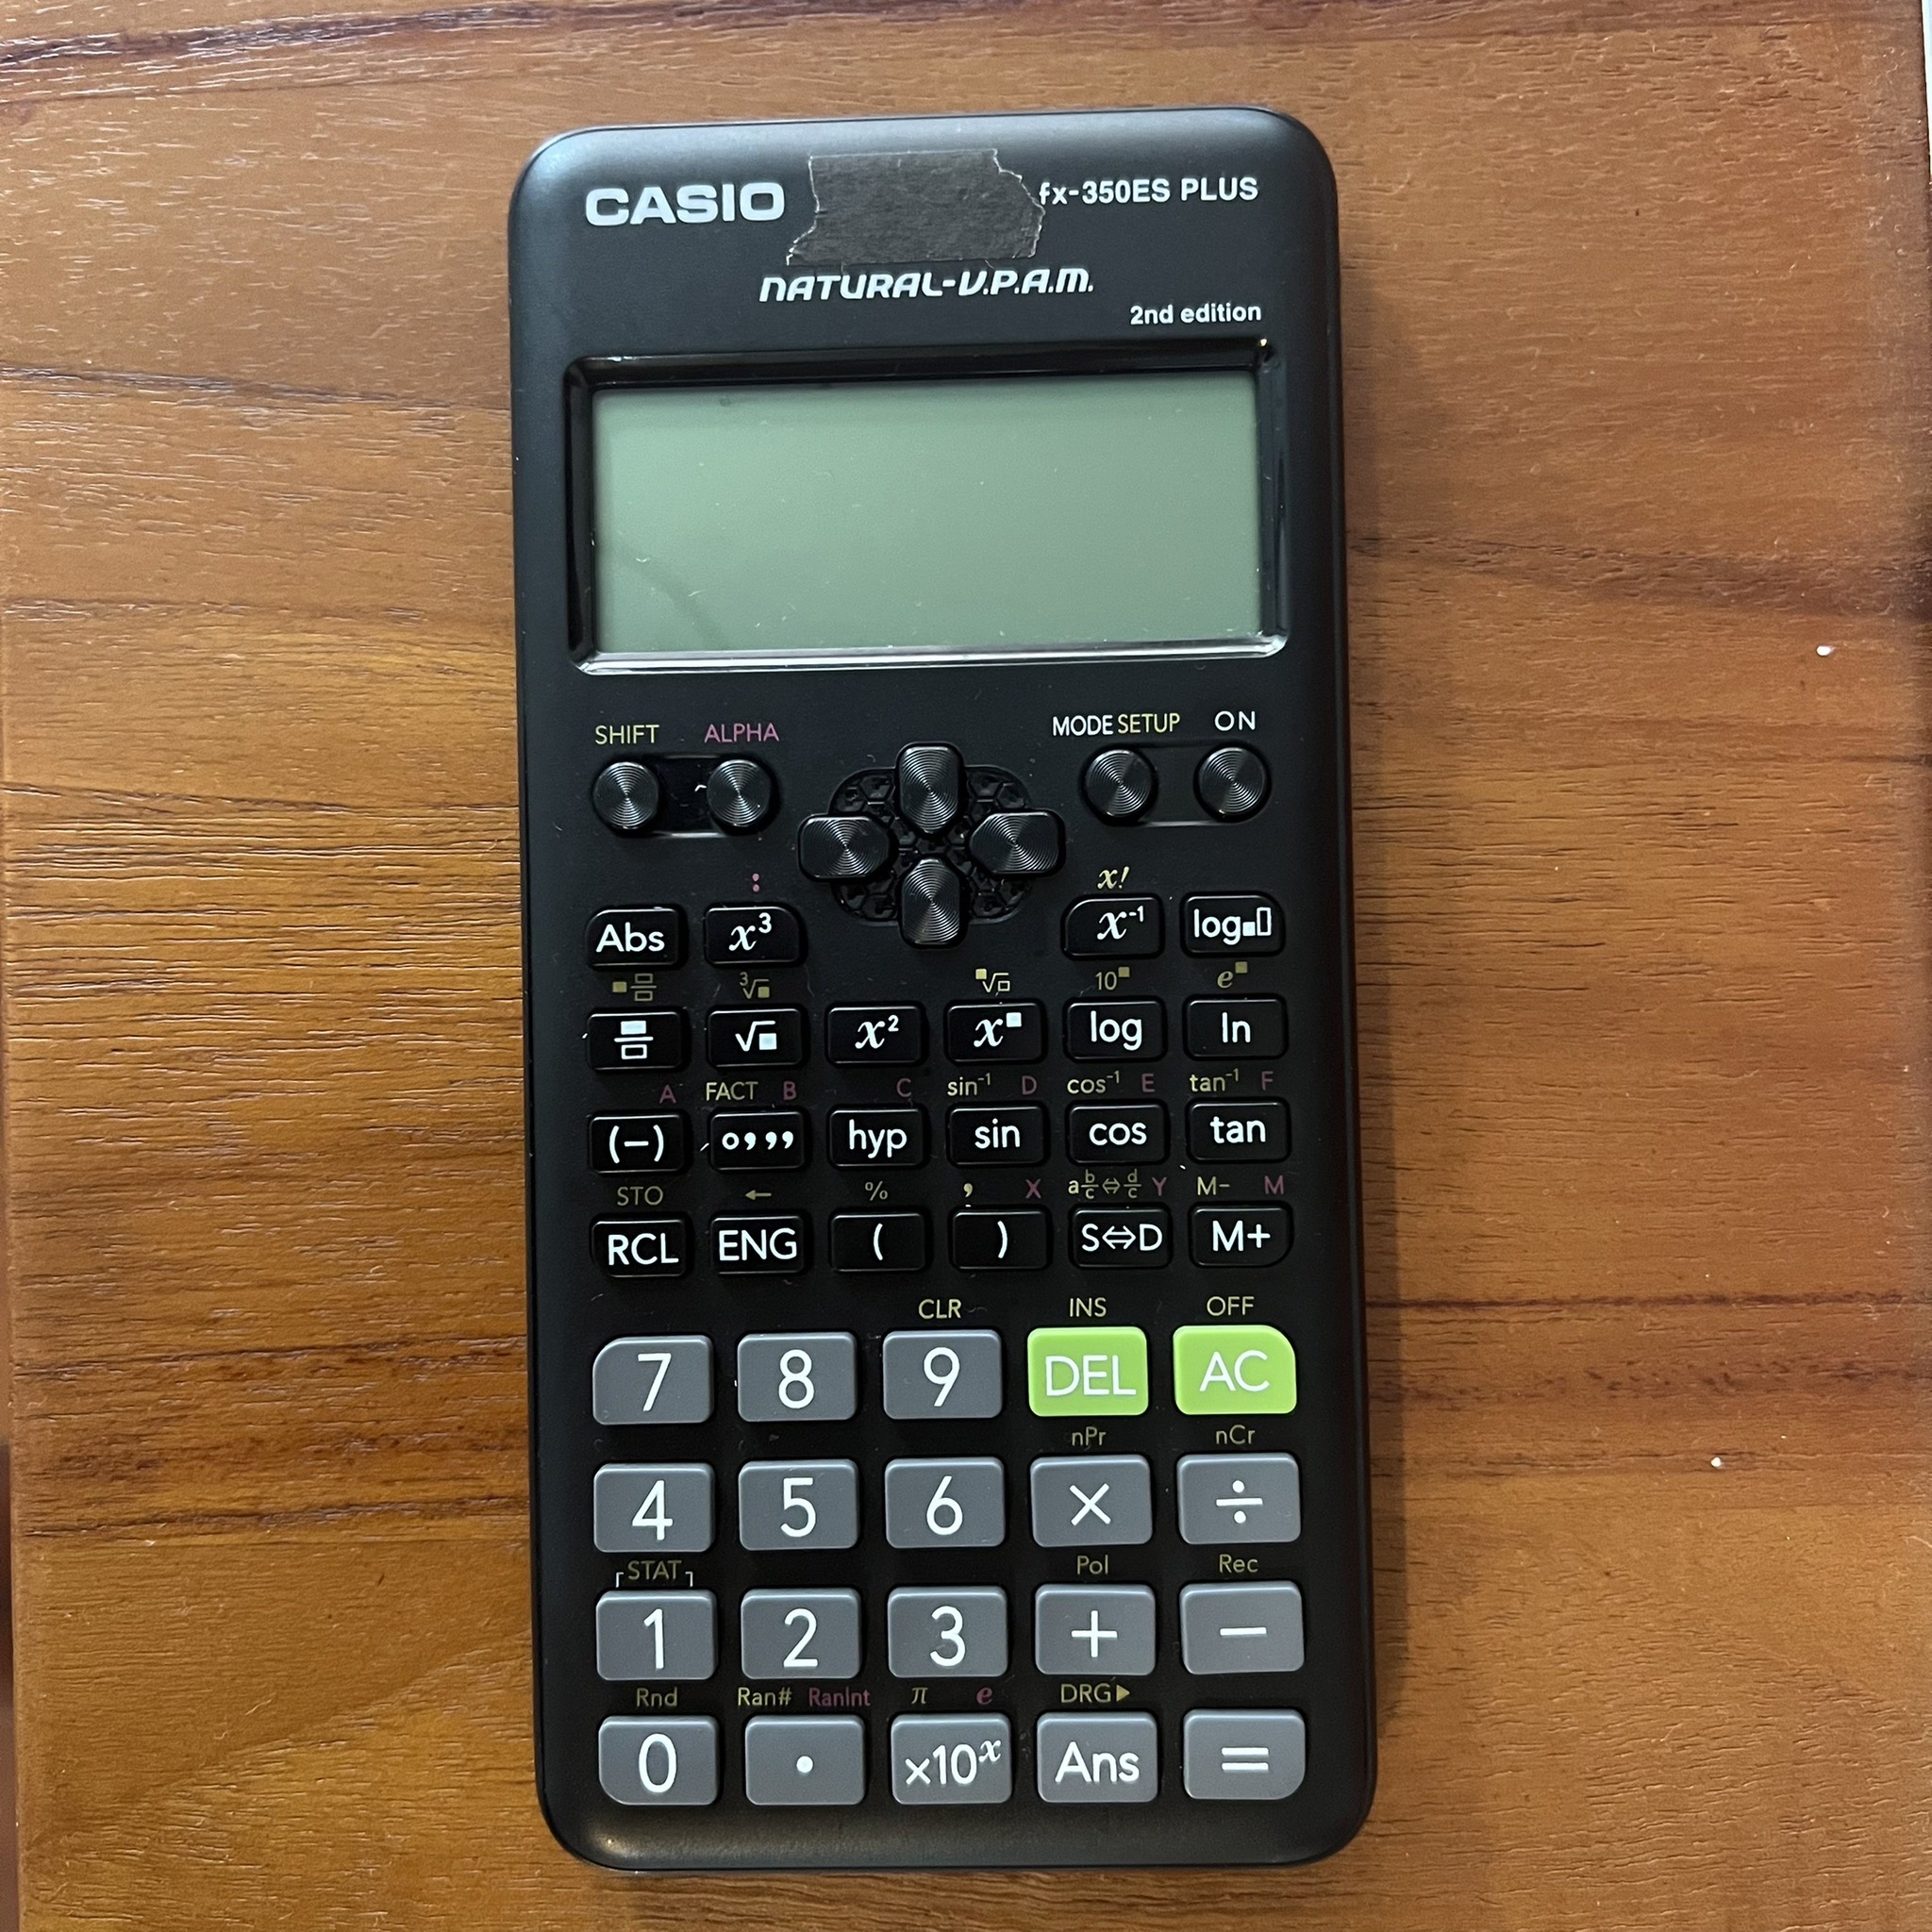 CASIO fx-350ES PLUS
NATURAL-V.P.A.M.
2nd edition
SHIFT ALPHA MODE SETUP ON
: x!
Abs x³ x⁻¹ log▪▯
▪⊟ ³√▪ ▪√▫ 10▪ e▪
⊟ √▪ x² x▪ log ln
A FACT B C sin⁻¹ D cos⁻¹ E tan⁻¹ F
(−) °,,, hyp sin cos tan
STO ← % , X a b/c⇔d/c Y M− M
RCL ENG ( ) S⇔D M+
CLR INS OFF
7 8 9 DEL AC
nPr nCr
4 5 6 × ÷
STAT Pol Rec
1 2 3 + −
Rnd Ran# RanInt π e DRG▶
0 . ×10ˣ Ans =